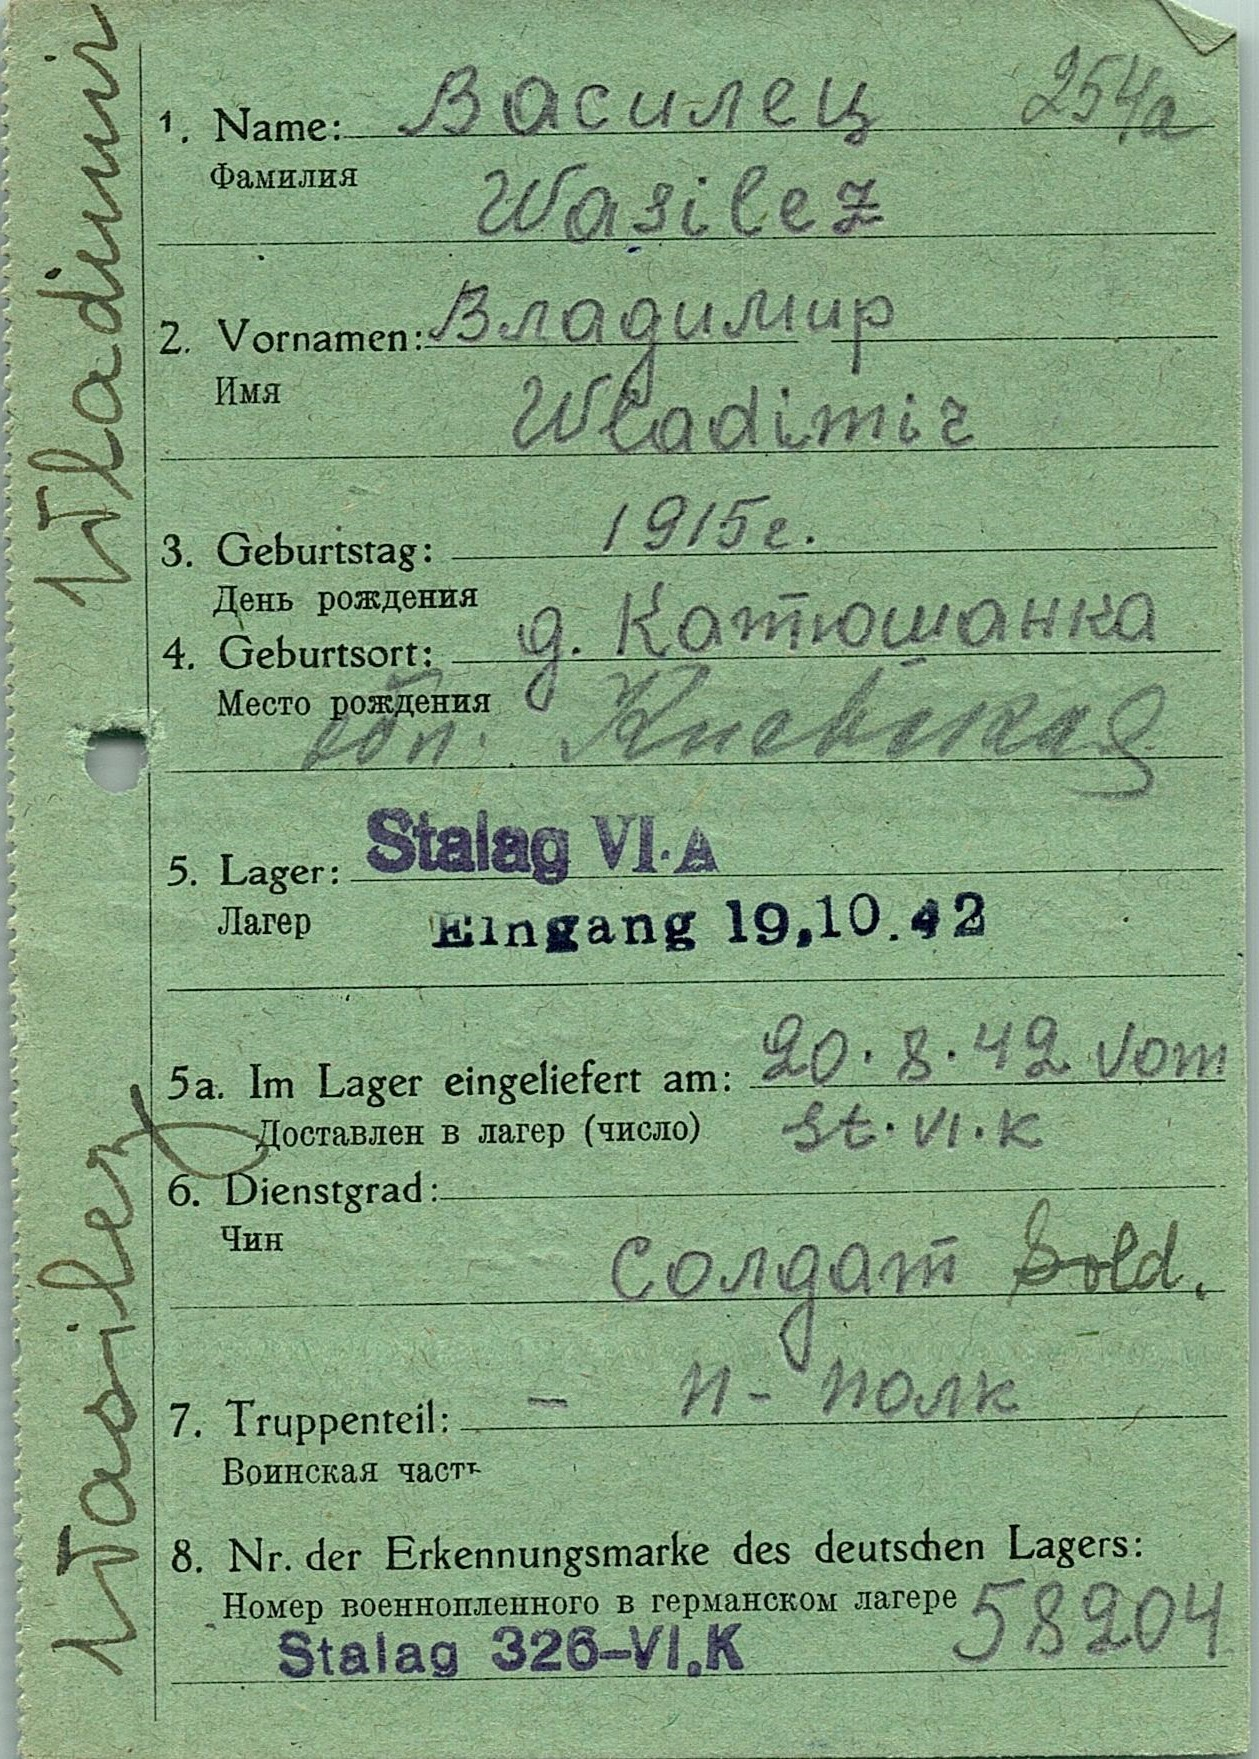 254a
1. Name: Василец
Фамилия
Wasilez
2. Vornamen: Владимир
Имя
Wladimir
3. Geburtstag: 1915г.
День рождения
4. Geburtsort: д. Катюшанка
Место рождения
обл. Киевская
5. Lager: Stalag VI.A
Лагер
Eingang 19.10.42
5a. Im Lager eingeliefert am: 20.8.42 vom
Доставлен в лагер (число) St. VI. K
6. Dienstgrad:
Чин
Солдат Sold.
7. Truppenteil: - п - полк
Воинская часть
8. Nr. der Erkennungsmarke des deutschen Lagers:
Номер военнопленного в германском лагере 58204
Stalag 326-VI.K
Wasilez Wladimir